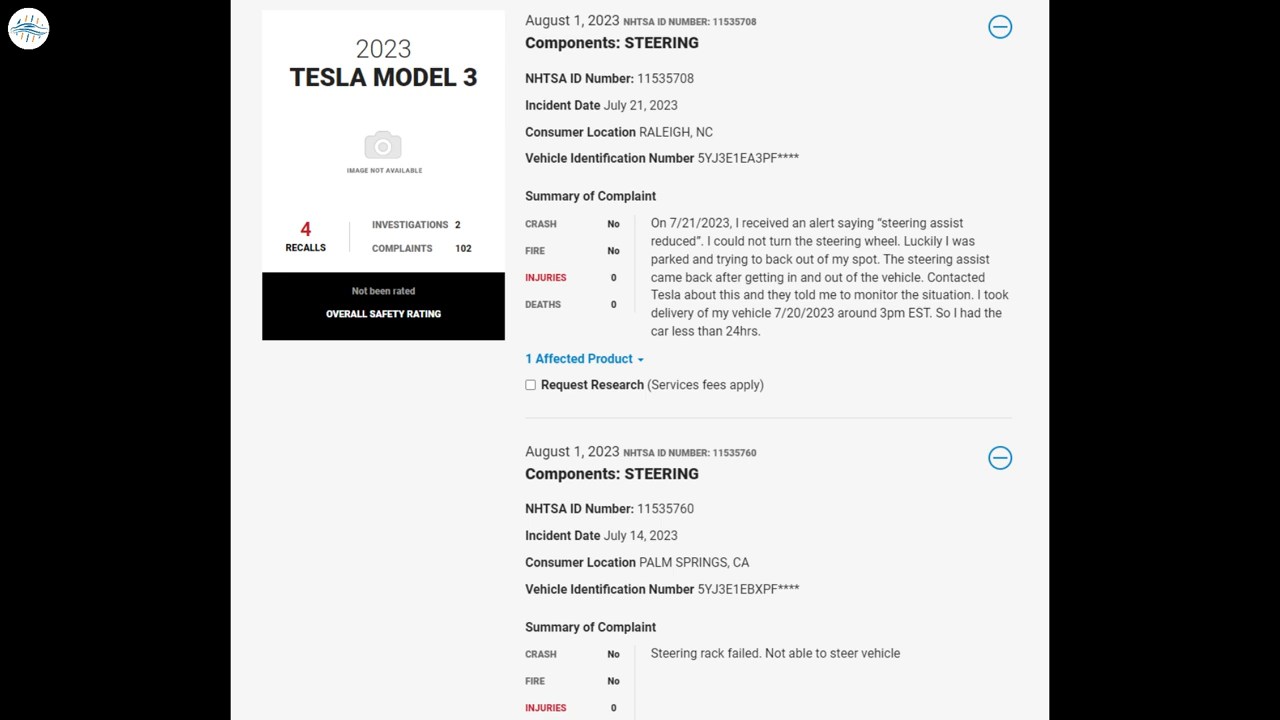 2023
TESLA MODEL 3
IMAGE NOT AVAILABLE
4
RECALLS
INVESTIGATIONS 2
COMPLAINTS 102
Not been rated
OVERALL SAFETY RATING
August 1, 2023 NHTSA ID NUMBER: 11535708
Components: STEERING
NHTSA ID Number: 11535708
Incident Date July 21, 2023
Consumer Location RALEIGH, NC
Vehicle Identification Number 5YJ3E1EA3PF****
Summary of Complaint
CRASH No
FIRE No
INJURIES 0
DEATHS 0
On 7/21/2023, I received an alert saying “steering assist
reduced”. I could not turn the steering wheel. Luckily I was
parked and trying to back out of my spot. The steering assist
came back after getting in and out of the vehicle. Contacted
Tesla about this and they told me to monitor the situation. I took
delivery of my vehicle 7/20/2023 around 3pm EST. So I had the
car less than 24hrs.
1 Affected Product
Request Research (Services fees apply)
August 1, 2023 NHTSA ID NUMBER: 11535760
Components: STEERING
NHTSA ID Number: 11535760
Incident Date July 14, 2023
Consumer Location PALM SPRINGS, CA
Vehicle Identification Number 5YJ3E1EBXPF****
Summary of Complaint
CRASH No
FIRE No
INJURIES 0
Steering rack failed. Not able to steer vehicle